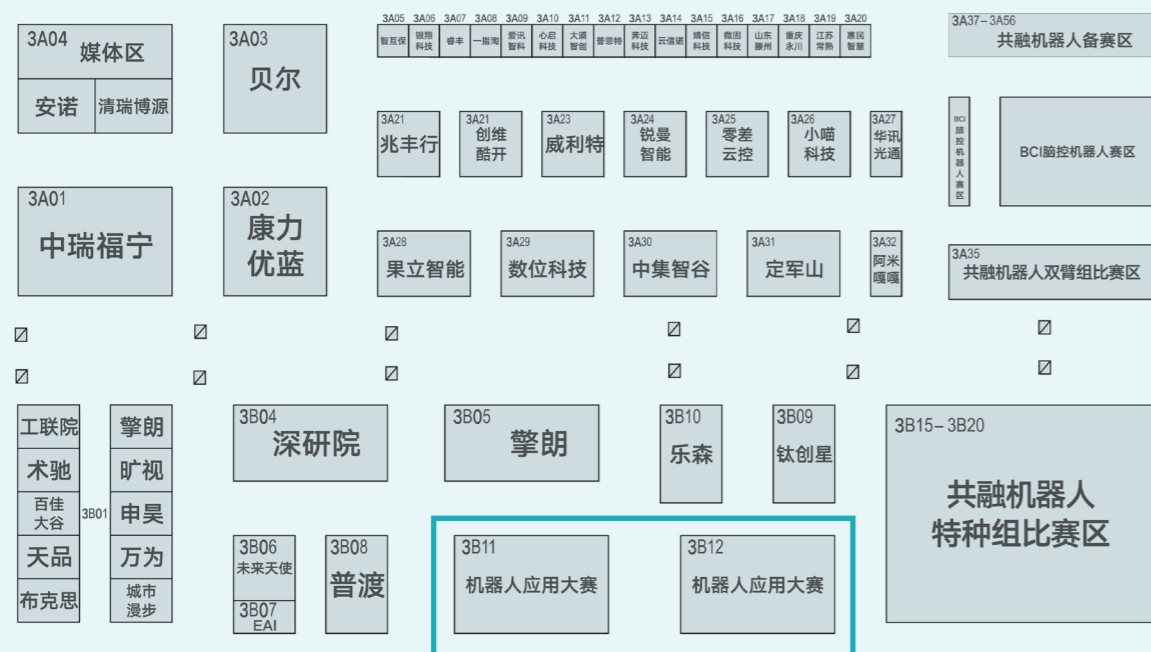 3A04
媒体区
安诺
清瑞博源
3A03
贝尔
3A05 3A06 3A07 3A08 3A09 3A10 3A11 3A12 3A13 3A14 3A15 3A16 3A17 3A18 3A19 3A20
智互保
银翔
科技
睿丰
一指淘
爱讯
智科
心启
科技
大道
智创
普菲特
奔迈
科技
云信诺
婧信
科技
微固
科技
山东
滕州
重庆
永川
江苏
常熟
惠民
智慧
3A37-3A56
共融机器人备赛区
3A21
兆丰行
3A21
创维
酷开
3A23
威利特
3A24
锐曼
智能
3A25
零差
云控
3A26
小喵
科技
3A27
华讯
光通
BCI
脑
控
机
器
人
赛
区
BCI脑控机器人赛区
3A01
中瑞福宁
3A02
康力
优蓝
3A28
果立智能
3A29
数位科技
3A30
中集智谷
3A31
定军山
3A32
阿米
嘎嘎
3A35
共融机器人双臂组比赛区
工联院
术驰
百佳
大谷
天品
布克思
3B01
擎朗
旷视
申昊
万为
城市
漫步
3B04
深研院
3B05
擎朗
3B10
乐森
3B09
钛创星
3B15-3B20
共融机器人
特种组比赛区
3B06
未来天使
3B07
EAI
3B08
普渡
3B11
机器人应用大赛
3B12
机器人应用大赛